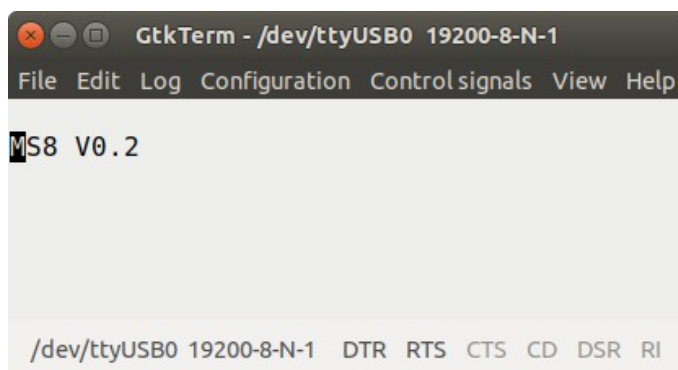 GtkTerm - /dev/ttyUSB0 19200-8-N-1
File Edit Log Configuration Control signals View Help
MS8 V0.2
/dev/ttyUSB0 19200-8-N-1 DTR RTS CTS CD DSR RI